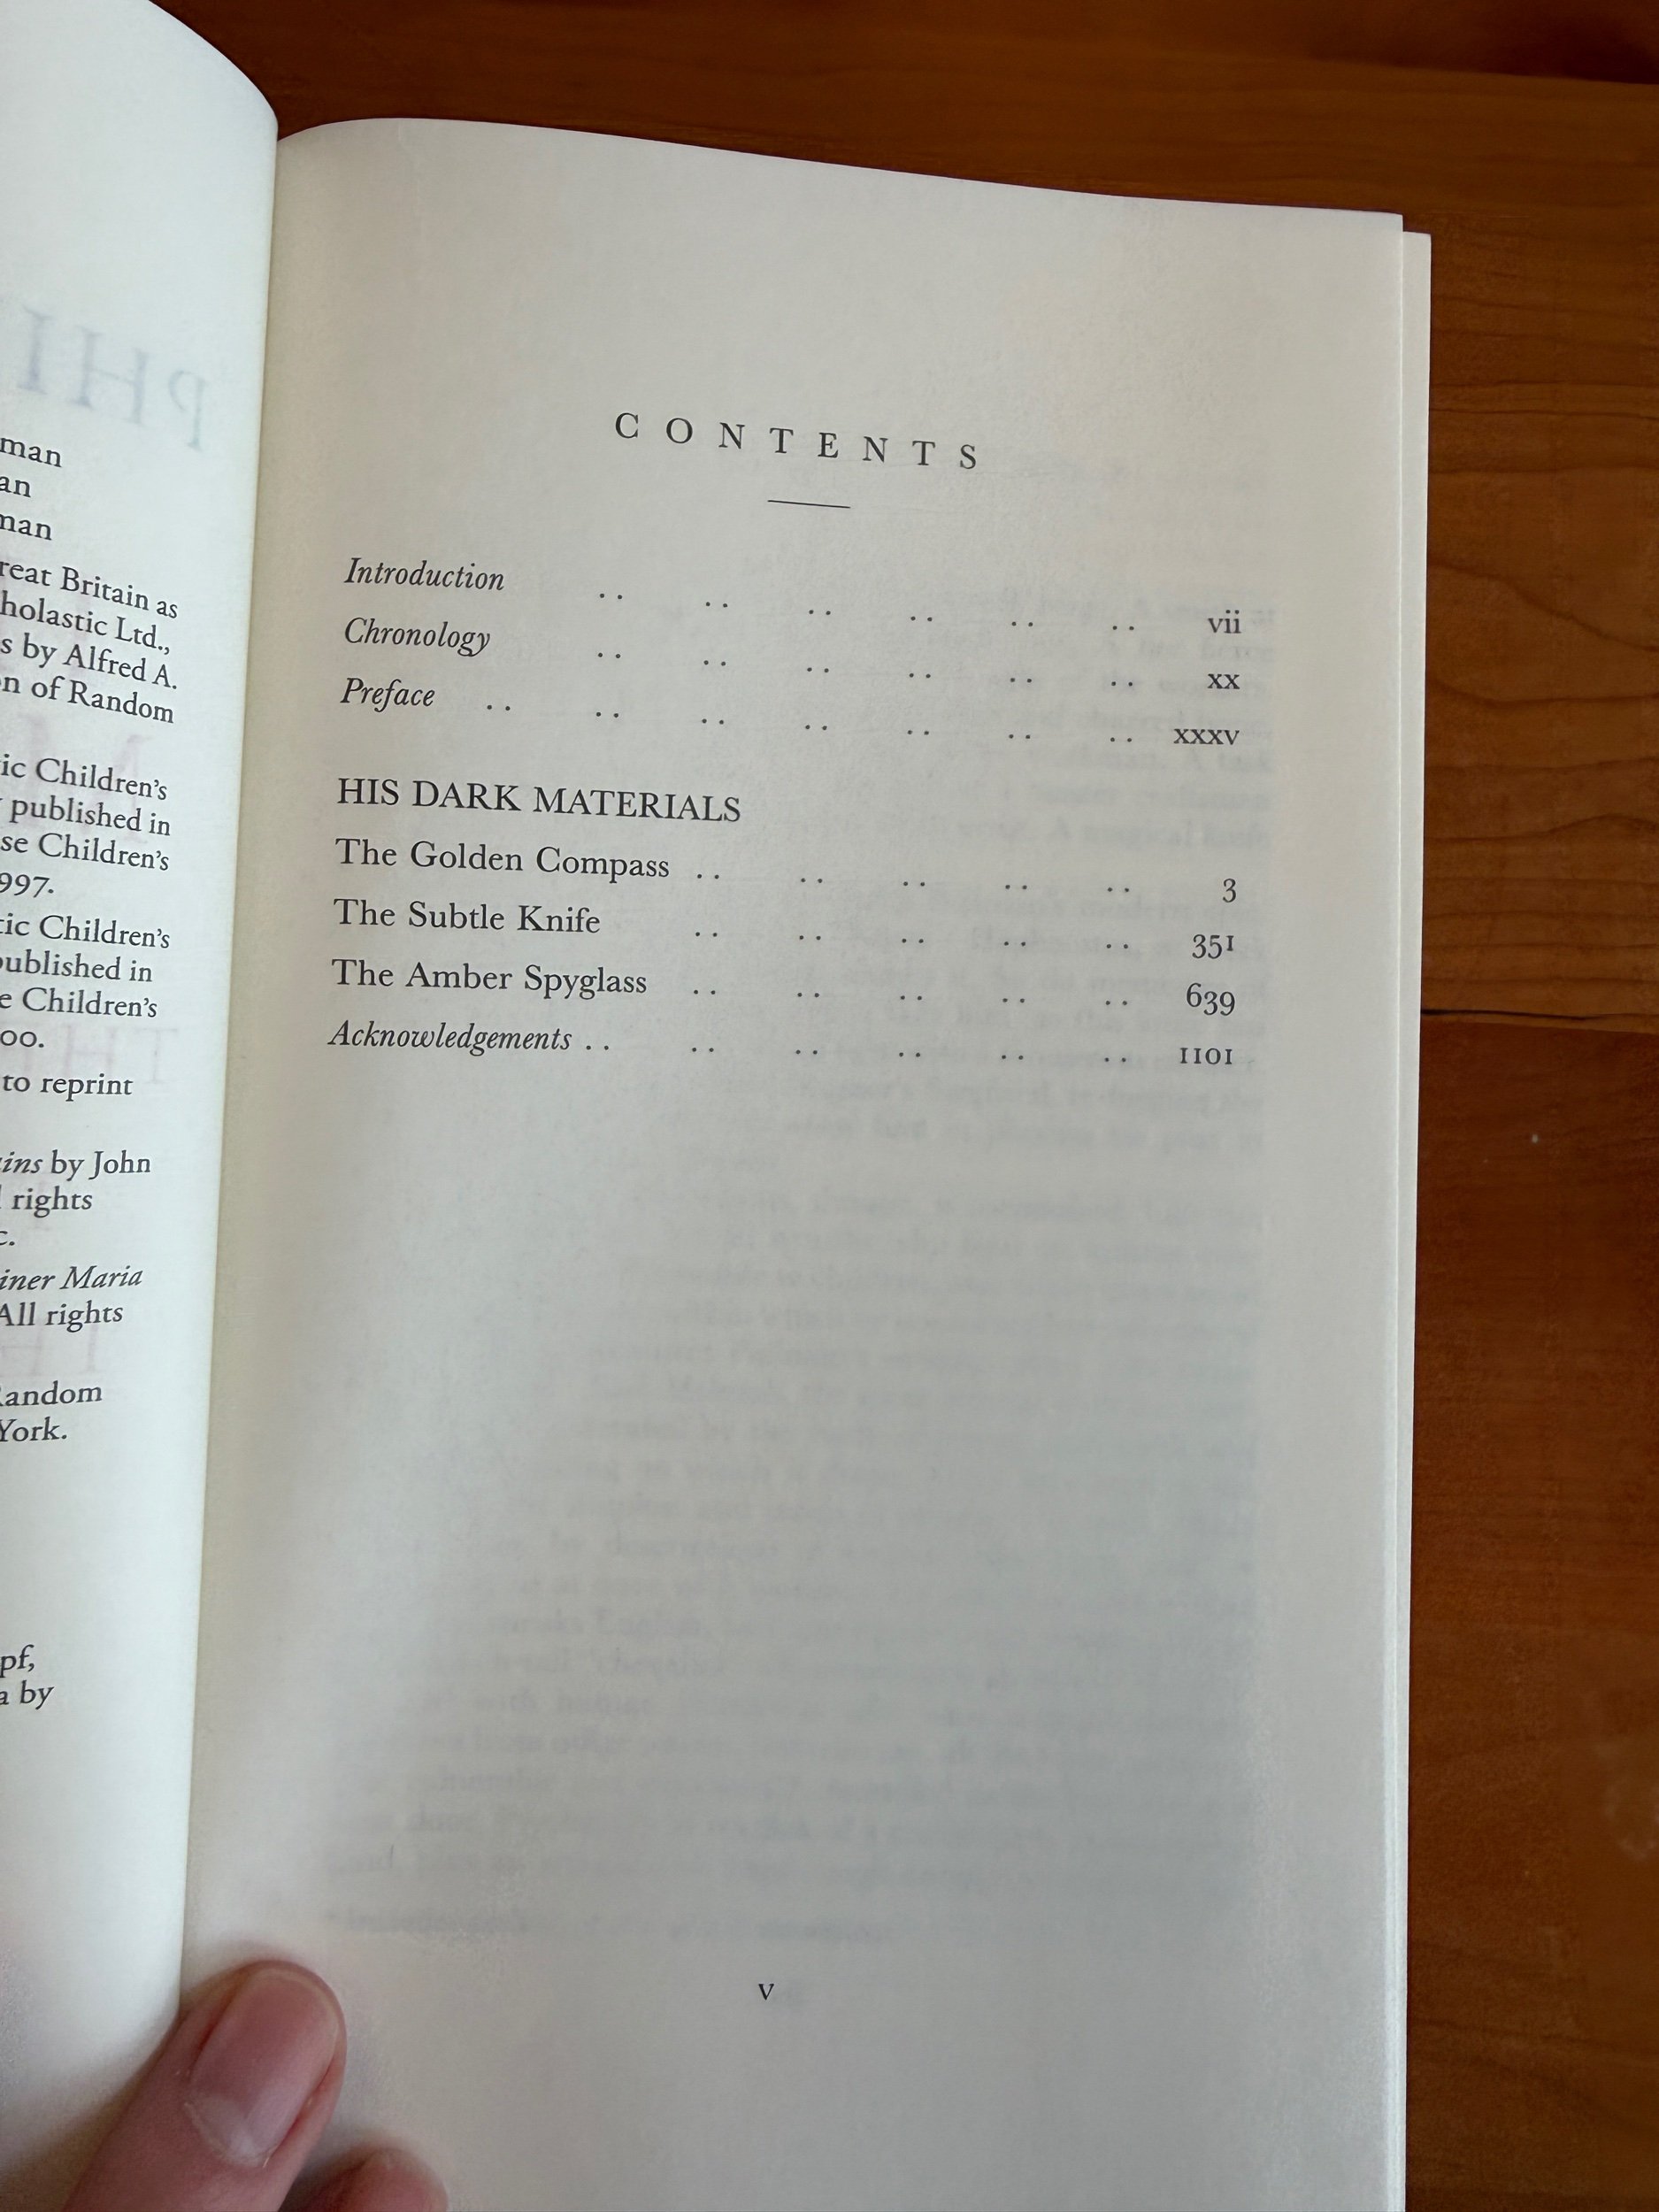 man
an
man
reat Britain as
holastic Ltd.,
s by Alfred A.
n of Random
ic Children's
published in
se Children's
997.
tic Children's
published in
e Children's
oo.
to reprint
ins by John
rights
c.
iner Maria
All rights
Random
York.
pf,
a by
CONTENTS
Introduction .. .. .. .. .. .. vii
Chronology .. .. .. .. .. .. xx
Preface .. .. .. .. .. .. .. xxxv
HIS DARK MATERIALS
The Golden Compass .. .. .. .. .. 3
The Subtle Knife .. .. .. .. .. 351
The Amber Spyglass .. .. .. .. .. 639
Acknowledgements .. .. .. .. .. .. 1101
v